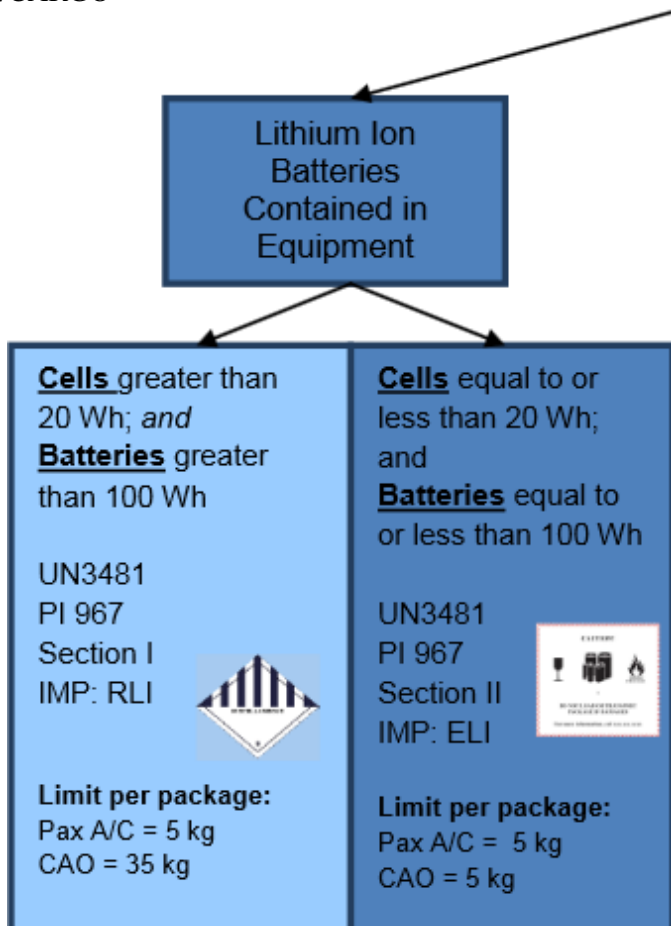 Lithium Ion
Batteries
Contained in
Equipment
Cells greater than
20 Wh; and
Batteries greater
than 100 Wh
UN3481
PI 967
Section I
IMP: RLI
Limit per package:
Pax A/C = 5 kg
CAO = 35 kg
Cells equal to or
less than 20 Wh;
and
Batteries equal to
or less than 100 Wh
UN3481
PI 967
Section II
IMP: ELI
CAUTION
Limit per package:
Pax A/C = 5 kg
CAO = 5 kg